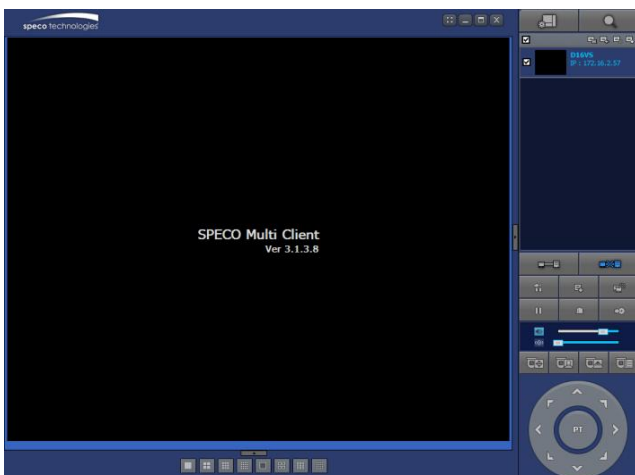 speco technologies
D16VS
IP : 172.16.2.57
SPECO Multi Client
Ver 3.1.3.8
PT